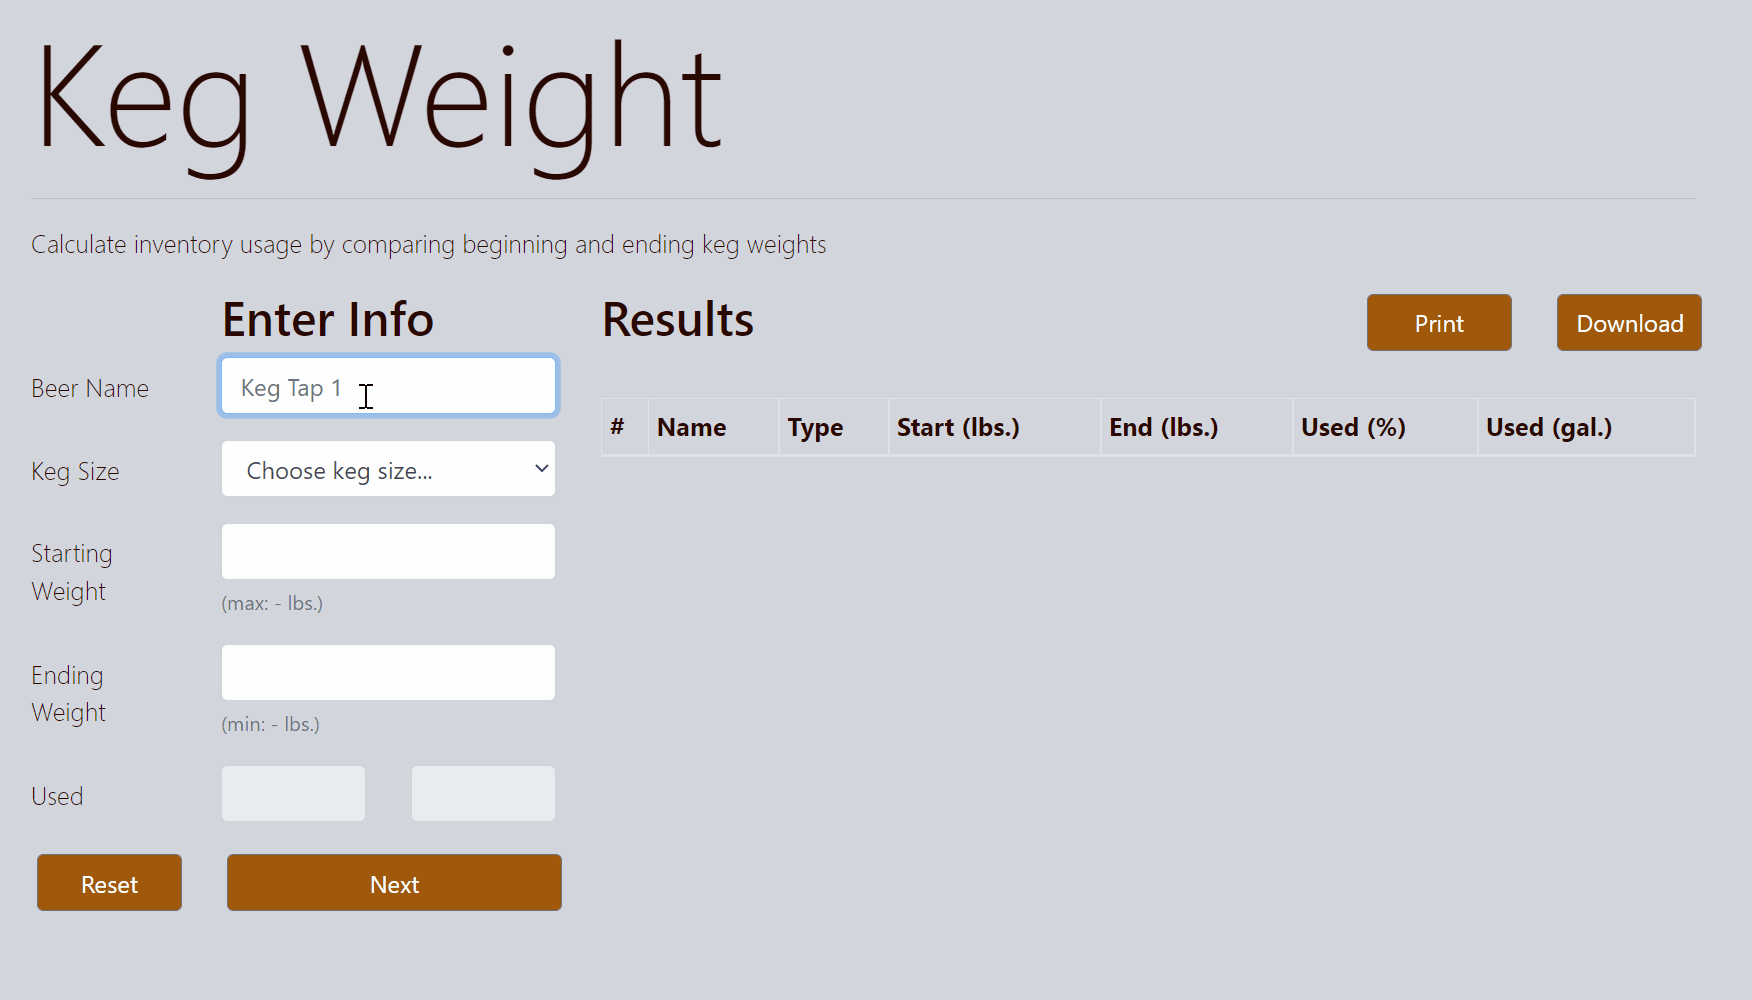 Keg Weight
Calculate inventory usage by comparing beginning and ending keg weights
Enter Info
Beer Name
Keg Tap 1
Keg Size
Choose keg size...
Starting
Weight
(max: - lbs.)
Ending
Weight
(min: - lbs.)
Used
Reset
Next
Results
Print
Download
# Name Type Start (lbs.) End (lbs.) Used (%) Used (gal.)